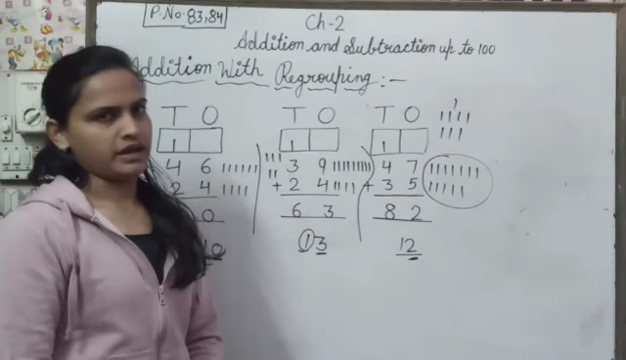 P.No. 83,84
Ch-2
Addition and Subtraction up to 100
Addition With Regrouping :-
T O T O T O
1 1
4 6 3 9 4 7
2 4 + 2 4 + 3 5
0 6 3 8 2
10 13 12